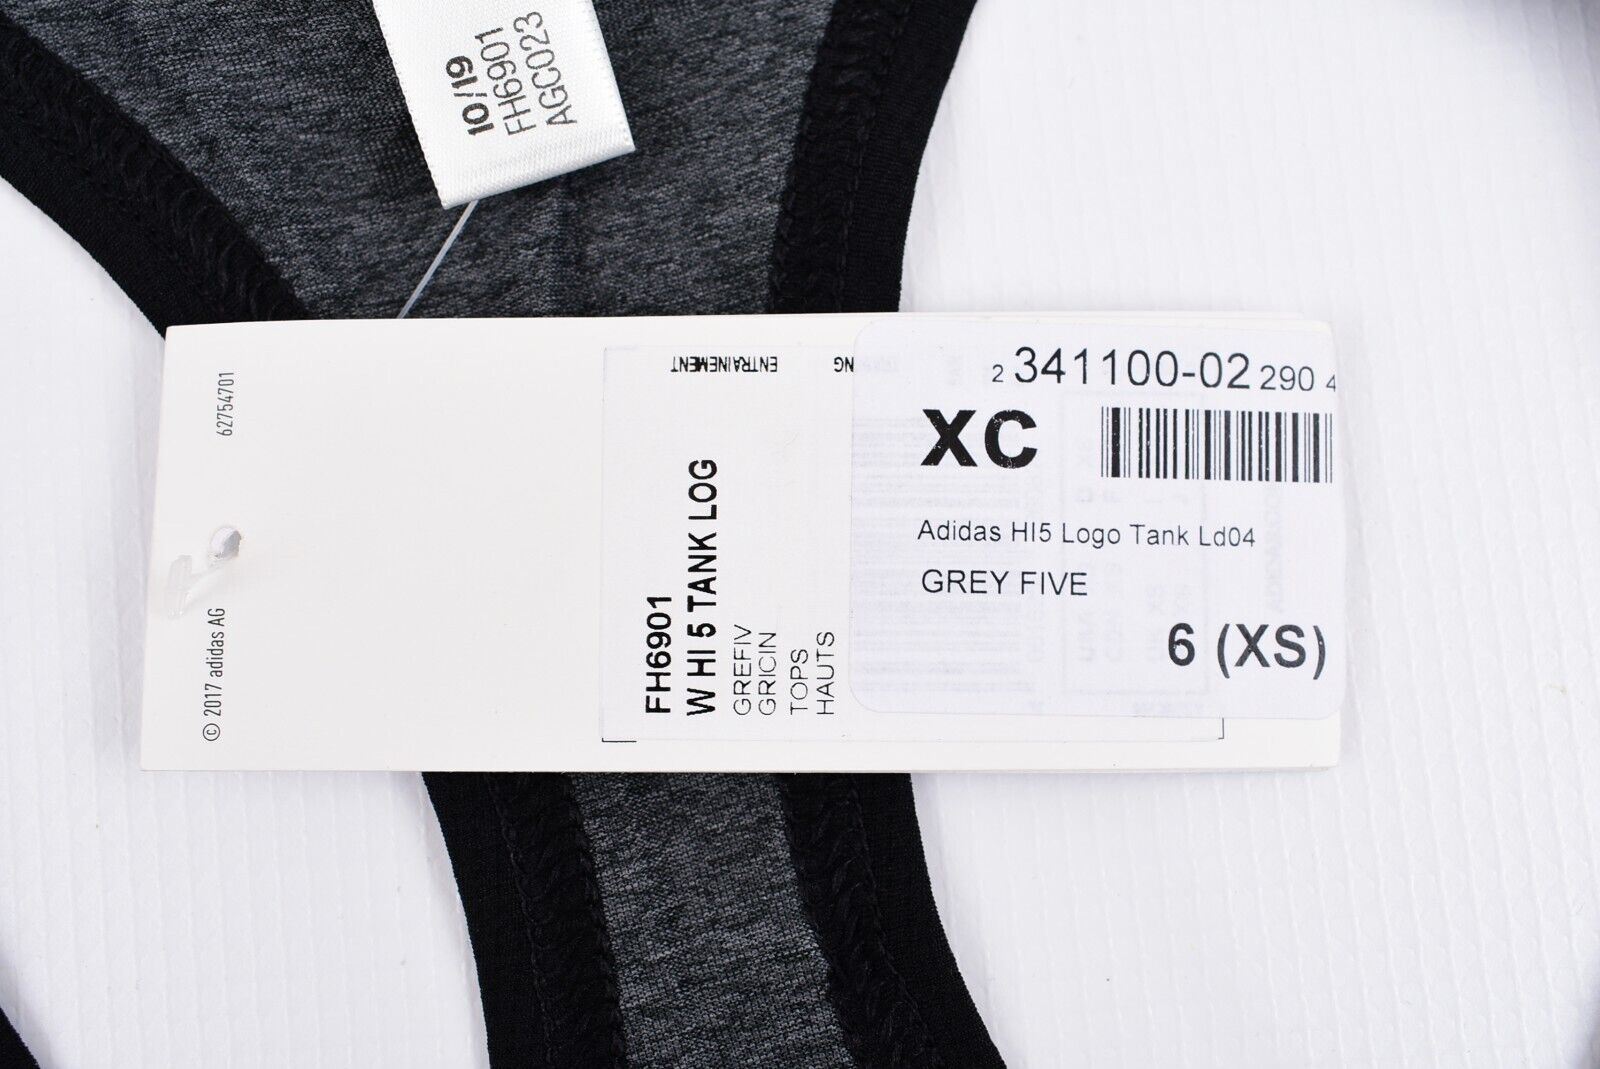 10/19
FH6901
AGC023
62754701
© 2017 adidas AG
ENTRAINEMENT
NG
FH6901
W HI 5 TANK LOG
GREFIV
GRICIN
TOPS
HAUTS
2 341100-02 290 4
XC
Adidas HI5 Logo Tank Ld04
GREY FIVE
6 (XS)